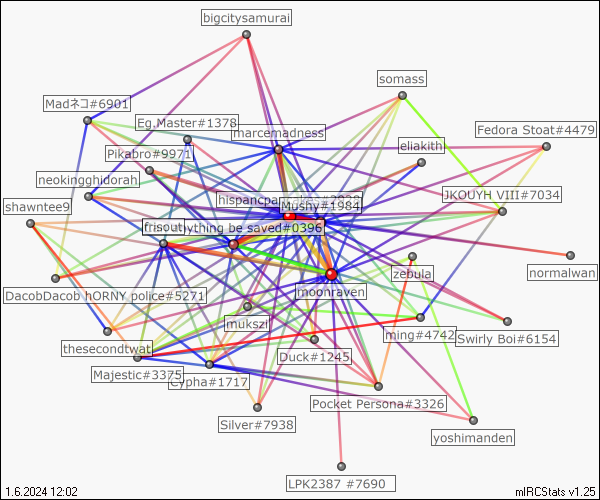 bigcitysamurai
somass
Madネコ#6901
Eg.Master#1378
marcemadness
Fedora Stoat#4479
eliakith
Pikabro#9971
neokingghidorah
JKOUYH VIII#7034
hispancpa
Mushy#1984
shawntee9
frisout
ything be saved#0396
zebula
normalwan
moonraven
DacobDacob hORNY police#5271
mukszi
ming#4742
Swirly Boi#6154
thesecondtwat
Duck#1245
Majestic#3375
Cypha#1717
Pocket Persona#3326
Silver#7938
yoshimanden
LPK2387 #7690
1.6.2024 12:02
mIRCStats v1.25